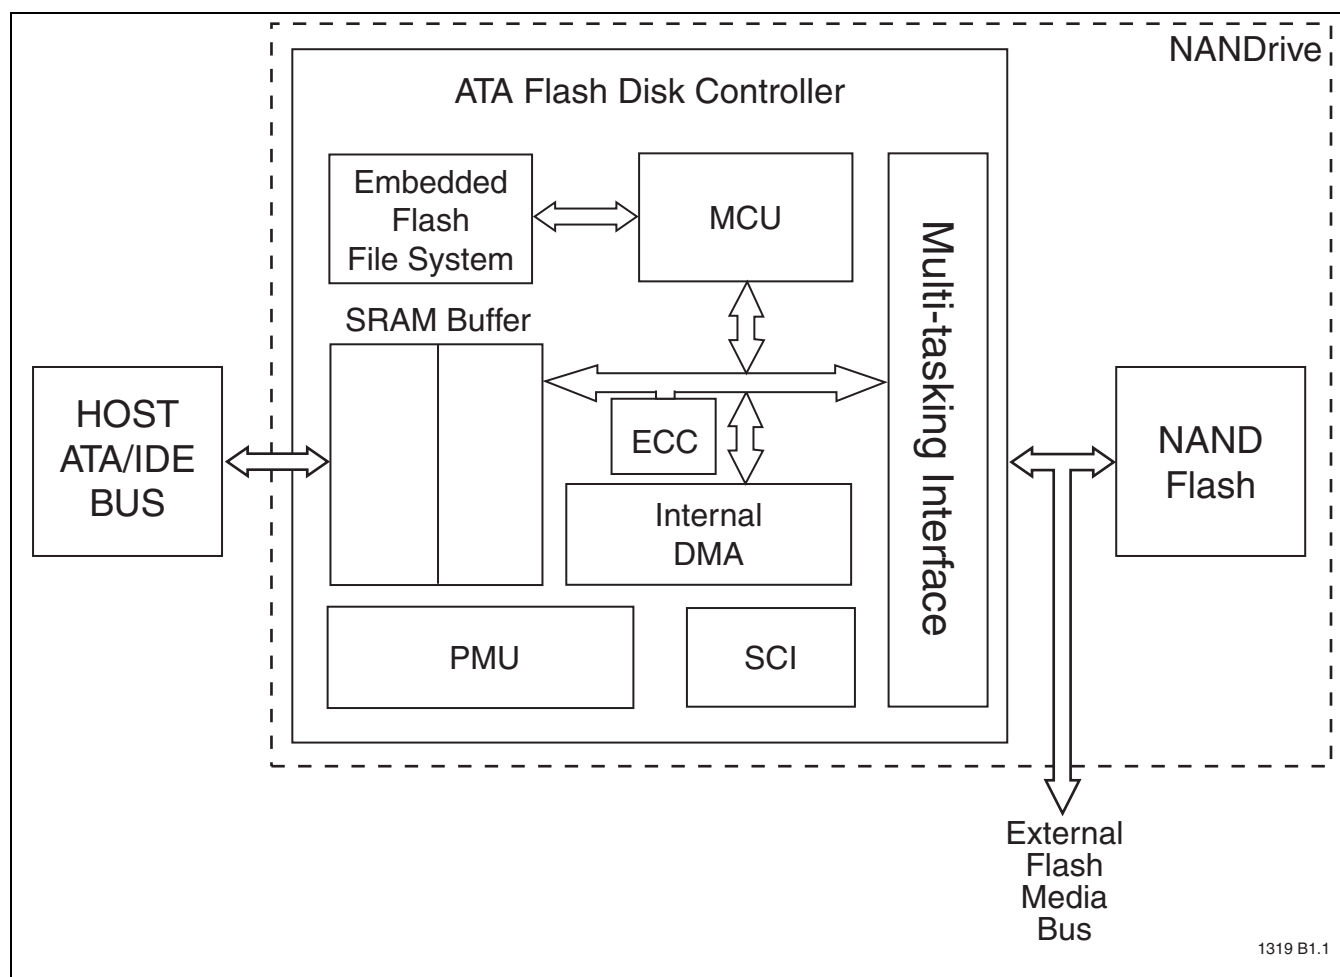 NANDrive
ATA Flash Disk Controller
Embedded
Flash
File System
MCU
Multi-tasking Interface
SRAM Buffer
HOST
ATA/IDE
BUS
ECC
NAND
Flash
Internal
DMA
PMU
SCI
External
Flash
Media
Bus
1319 B1.1